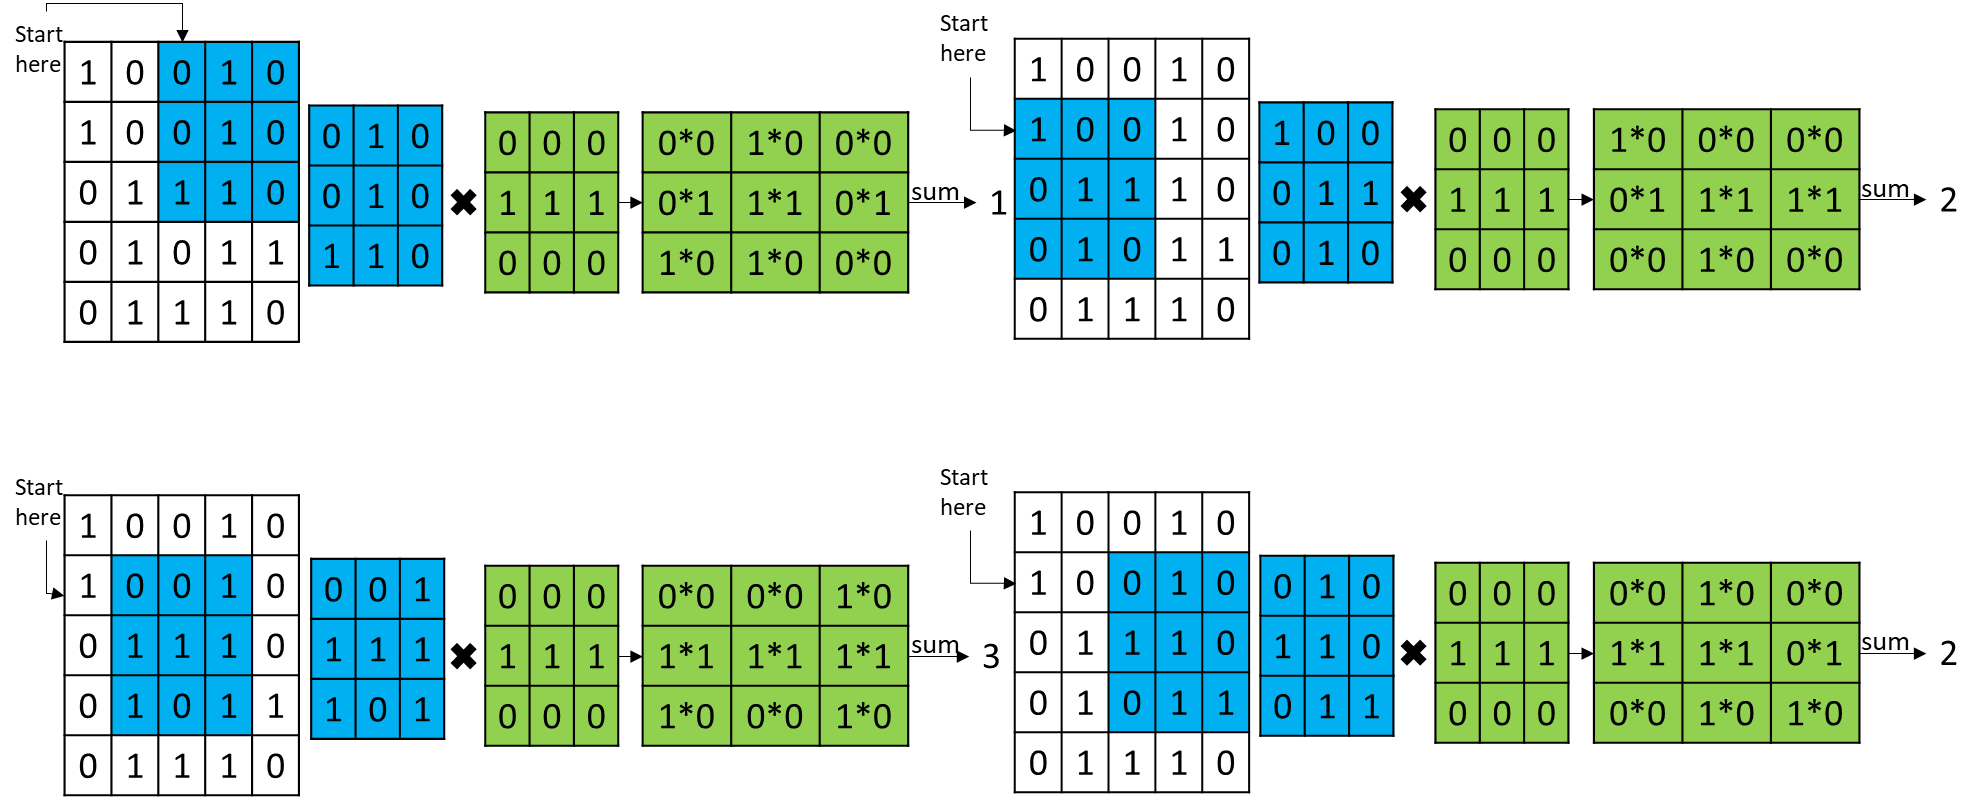 Start
here
1 0 0 1 0
1 0 0 1 0
0 1 1 1 0
0 1 0 1 1
0 1 1 1 0
0 1 0
0 1 0
1 1 0
✖
0 0 0
1 1 1
0 0 0
0*0 1*0 0*0
0*1 1*1 0*1
1*0 1*0 0*0
sum
1
Start
here
1 0 0 1 0
1 0 0 1 0
0 1 1 1 0
0 1 0 1 1
0 1 1 1 0
1 0 0
0 1 1
0 1 0
✖
0 0 0
1 1 1
0 0 0
1*0 0*0 0*0
0*1 1*1 1*1
0*0 1*0 0*0
sum
2
Start
here
1 0 0 1 0
1 0 0 1 0
0 1 1 1 0
0 1 0 1 1
0 1 1 1 0
0 0 1
1 1 1
1 0 1
✖
0 0 0
1 1 1
0 0 0
0*0 0*0 1*0
1*1 1*1 1*1
1*0 0*0 1*0
sum
3
Start
here
1 0 0 1 0
1 0 0 1 0
0 1 1 1 0
0 1 0 1 1
0 1 1 1 0
0 1 0
1 1 0
0 1 1
✖
0 0 0
1 1 1
0 0 0
0*0 1*0 0*0
1*1 1*1 0*1
0*0 1*0 1*0
sum
2